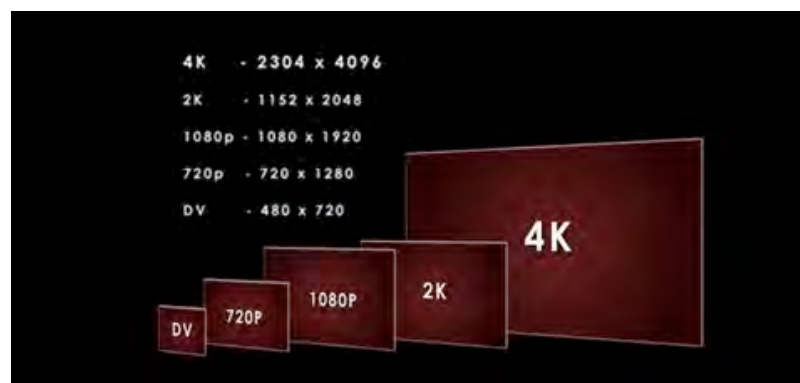 4K - 2304 x 4096
2K - 1152 x 2048
1080p - 1080 x 1920
720p - 720 x 1280
DV - 480 x 720
4K
2K
1080P
720P
DV